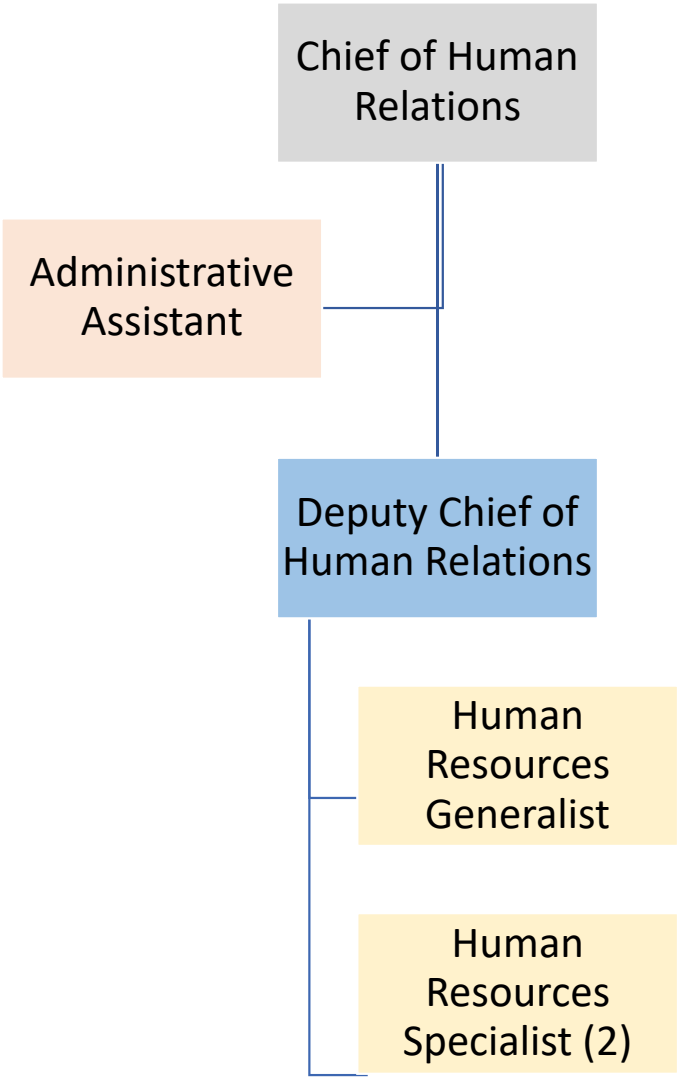 Chief of Human
Relations
Administrative
Assistant
Deputy Chief of
Human Relations
Human
Resources
Generalist
Human
Resources
Specialist (2)